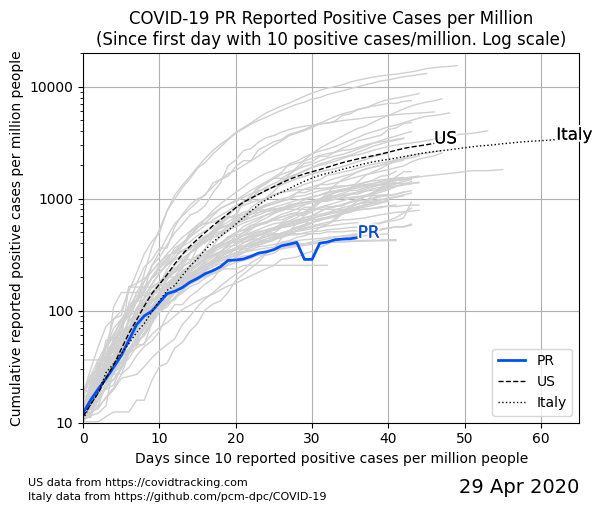 COVID-19 PR Reported Positive Cases per Million
(Since first day with 10 positive cases/million. Log scale)
Cumulative reported positive cases per million people
10000
1000
100
10
US
Italy
PR
PR
US
Italy
0 10 20 30 40 50 60
Days since 10 reported positive cases per million people
US data from https://covidtracking.com
Italy data from https://github.com/pcm-dpc/COVID-19
29 Apr 2020